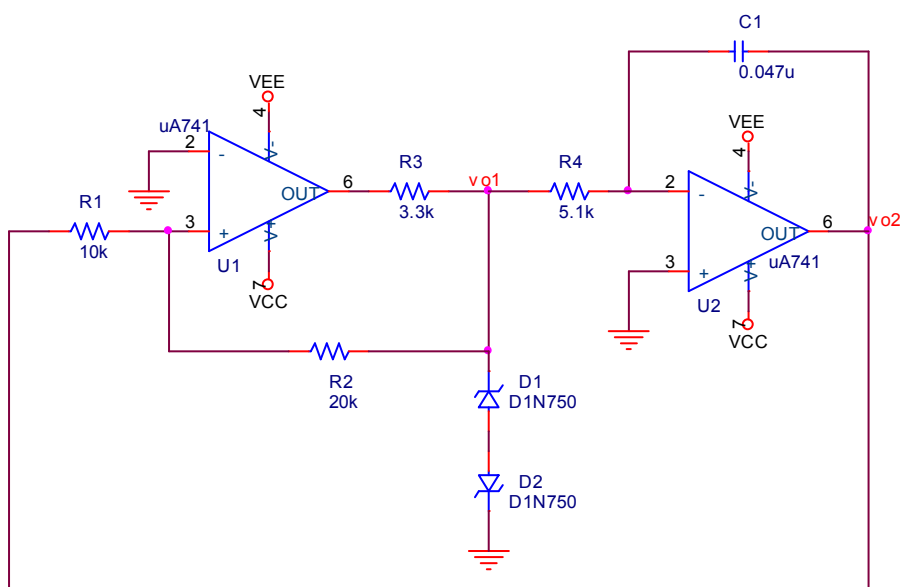 C1
0.047u
VEE
4
uA741
2
-
V-
OUT
6
R3
3.3k
vo1
R4
5.1k
VEE
4
2
-
V-
OUT
6
vo2
uA741
R1
10k
3
+
V+
U1
7
VCC
3
+
V+
U2
7
VCC
R2
20k
D1
D1N750
D2
D1N750